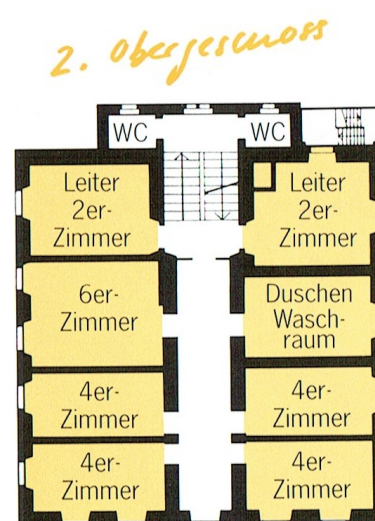 2. Obergeschoss
WC
WC
Leiter
2er-
Zimmer
Leiter
2er-
Zimmer
6er-
Zimmer
Duschen
Wasch-
raum
4er-
Zimmer
4er-
Zimmer
4er-
Zimmer
4er-
Zimmer